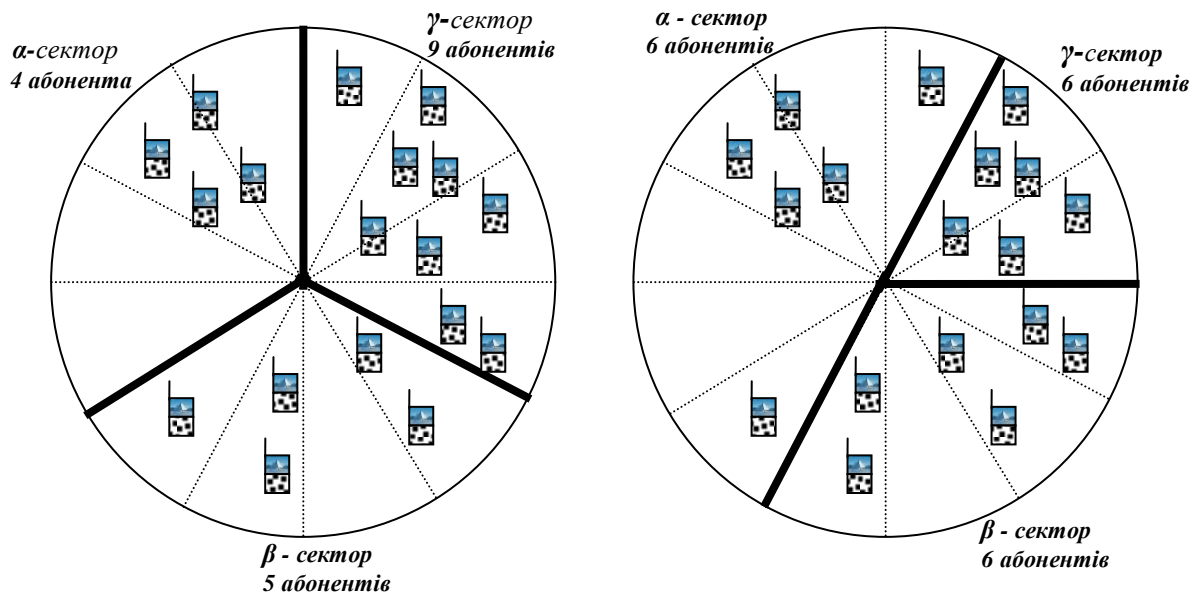 α-сектор
4 абонента
γ-сектор
9 абонентів
β - сектор
5 абонентів
α - сектор
6 абонентів
γ-сектор
6 абонентів
β - сектор
6 абонентів